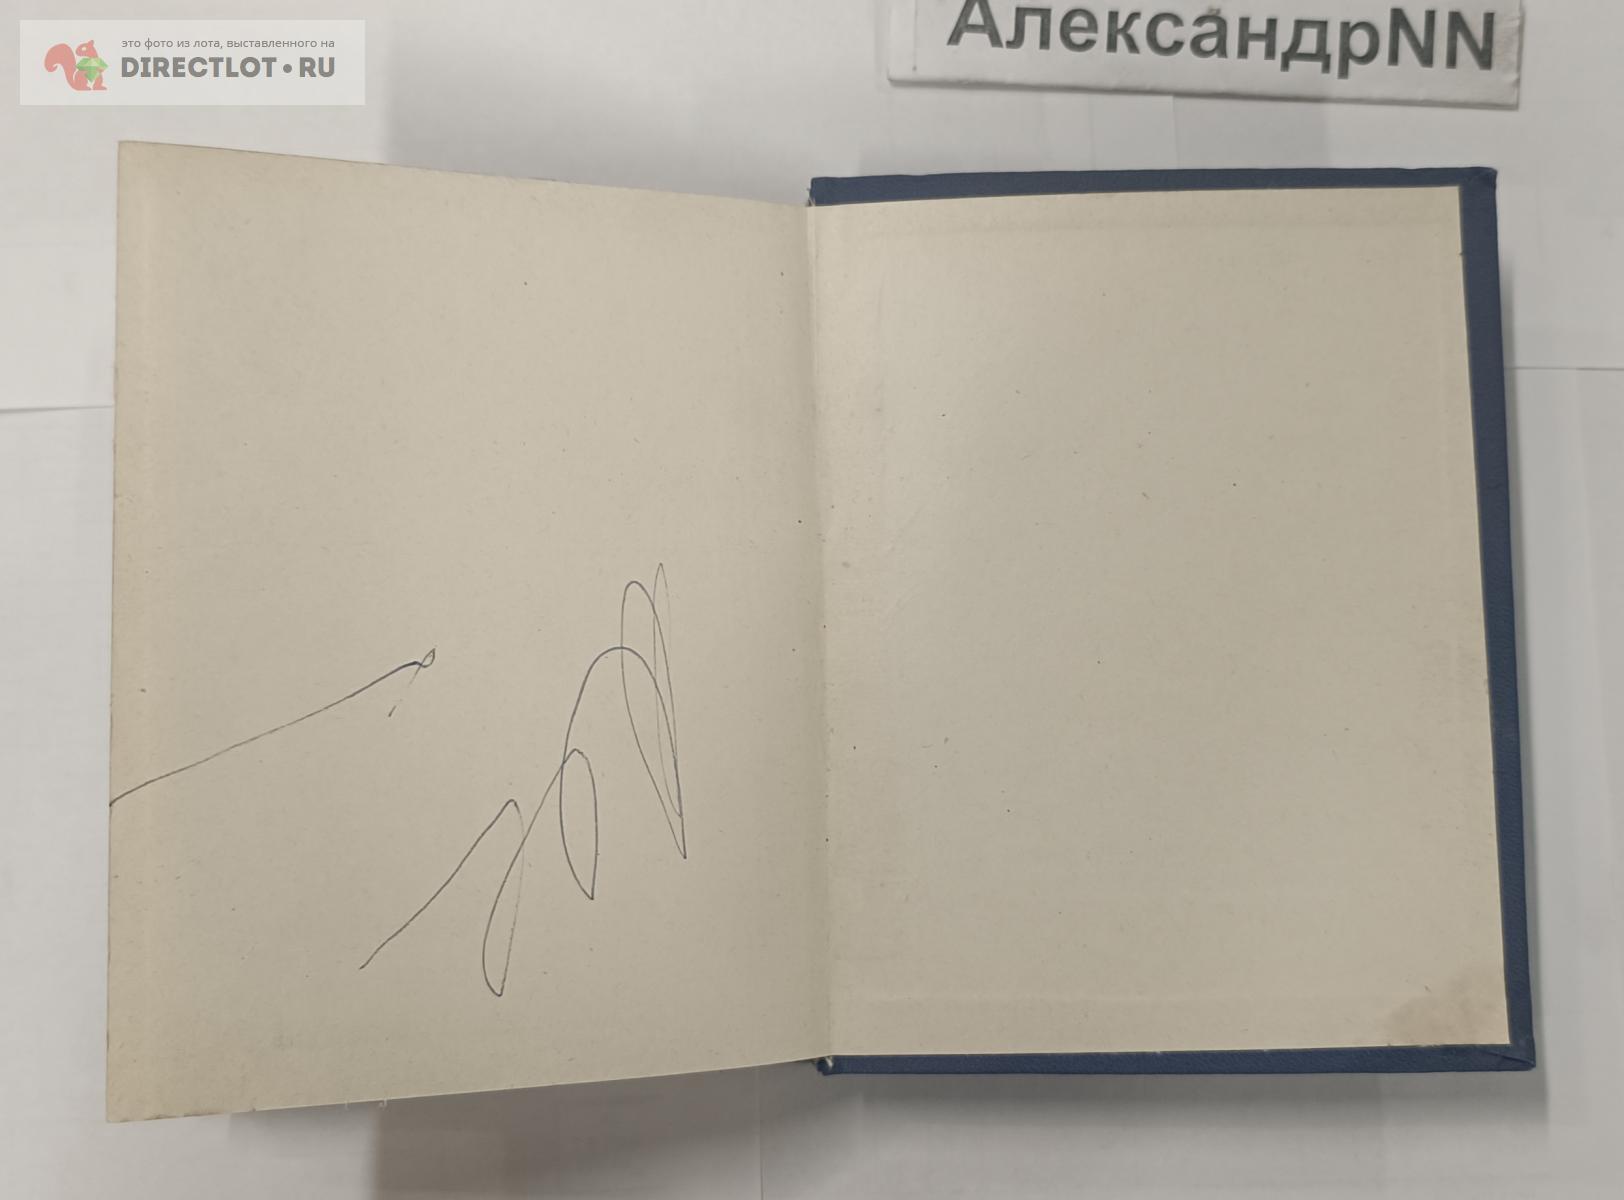 это фото из лота, выставленного на
DIRECTLOT•RU
АлександрNN